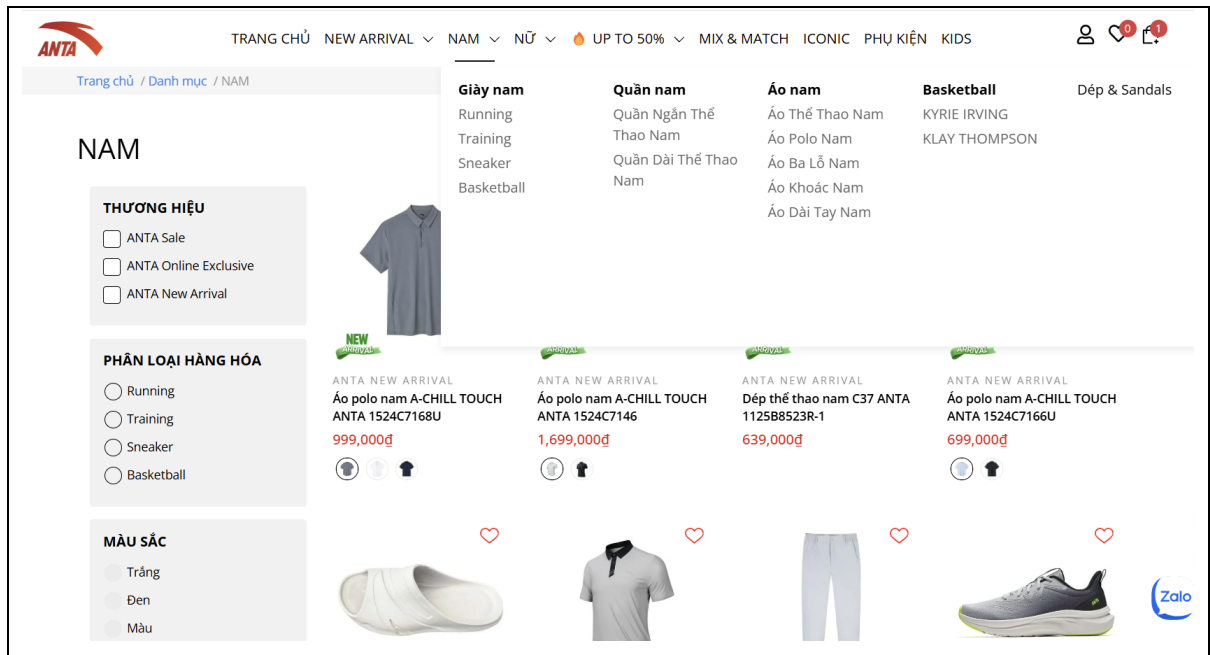 ANTA
TRANG CHỦ NEW ARRIVAL NAM NỮ UP TO 50% MIX & MATCH ICONIC PHỤ KIỆN KIDS
0
1
Trang chủ / Danh mục / NAM
Giày nam
Running
Training
Sneaker
Basketball
Quần nam
Quần Ngắn Thể
Thao Nam
Quần Dài Thể Thao
Nam
Áo nam
Áo Thể Thao Nam
Áo Polo Nam
Áo Ba Lỗ Nam
Áo Khoác Nam
Áo Dài Tay Nam
Basketball
KYRIE IRVING
KLAY THOMPSON
Dép & Sandals
NAM
THƯƠNG HIỆU
ANTA Sale
ANTA Online Exclusive
ANTA New Arrival
PHÂN LOẠI HÀNG HÓA
Running
Training
Sneaker
Basketball
MÀU SẮC
Trắng
Đen
Màu
NEW
ARRIVAL
ANTA NEW ARRIVAL
Áo polo nam A-CHILL TOUCH
ANTA 1524C7168U
999,000₫
ARRIVAL
ANTA NEW ARRIVAL
Áo polo nam A-CHILL TOUCH
ANTA 1524C7146
1,699,000₫
ARRIVAL
ANTA NEW ARRIVAL
Dép thể thao nam C37 ANTA
1125B8523R-1
639,000₫
ARRIVAL
ANTA NEW ARRIVAL
Áo polo nam A-CHILL TOUCH
ANTA 1524C7166U
699,000₫
Zalo